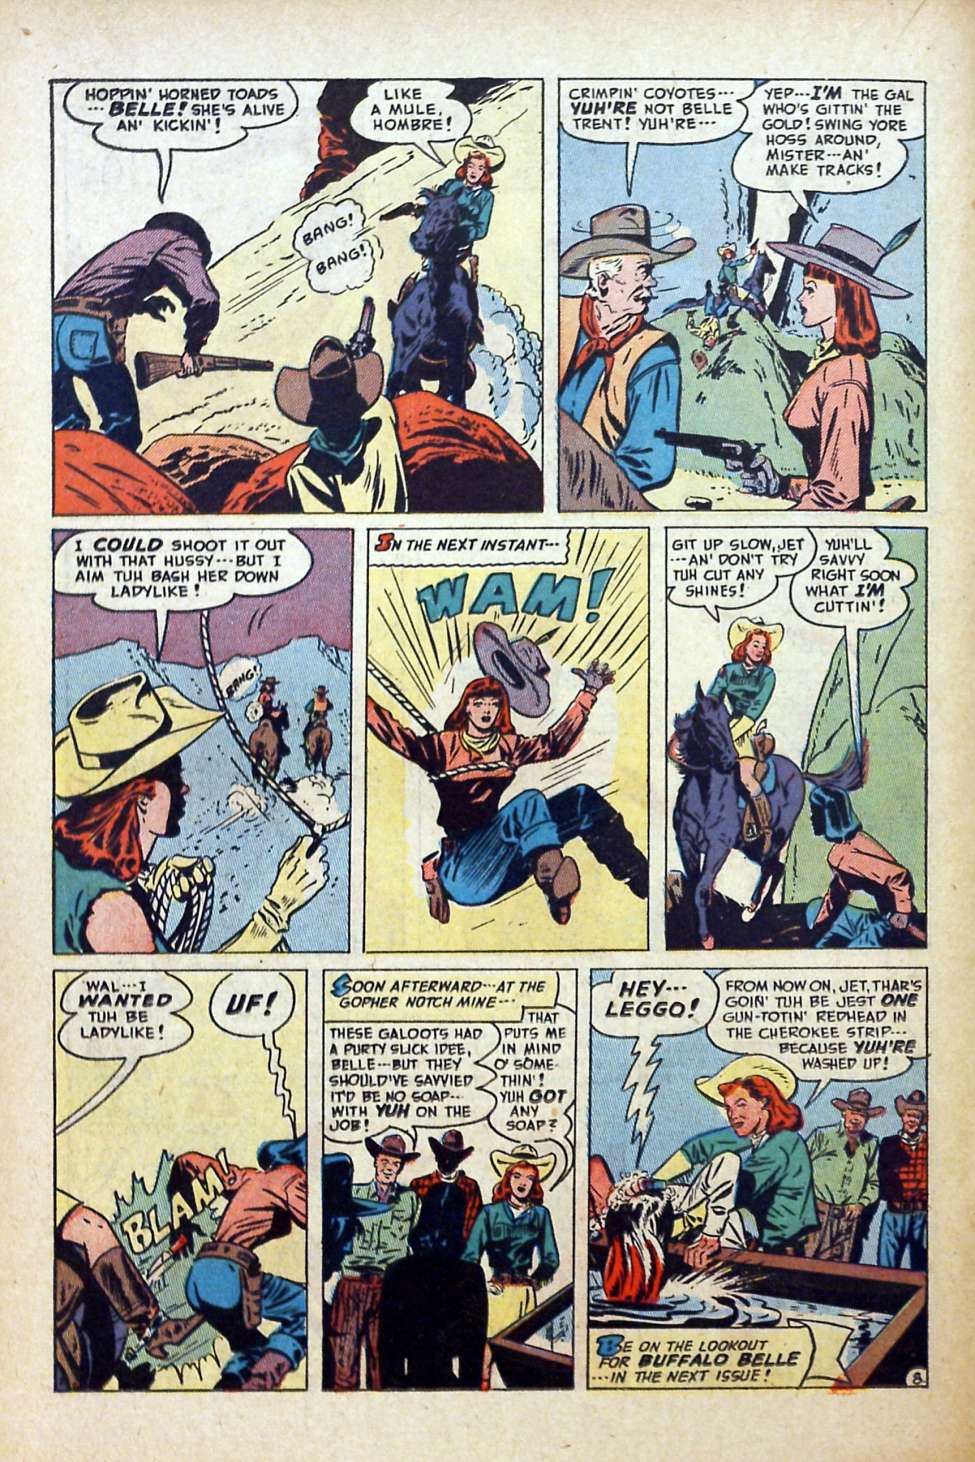 HOPPIN' HORNED TOADS
--- BELLE! SHE'S ALIVE
AN' KICKIN'!
LIKE
A MULE,
HOMBRE!
BANG!
BANG!
CRIMPIN' COYOTES---
YUH'RE NOT BELLE
TRENT! YUH'RE---
YEP---I'M THE GAL
WHO'S GITTIN' THE
GOLD! SWING YORE
HOSS AROUND,
MISTER---AN'
MAKE TRACKS!
I COULD SHOOT IT OUT
WITH THAT HUSSY---BUT I
AIM TUH BASH HER DOWN
LADYLIKE!
BANG!
IN THE NEXT INSTANT---
WAM!
GIT UP SLOW, JET
---AN' DON'T TRY
TUH CUT ANY
SHINES!
YUH'LL
SAVVY
RIGHT SOON
WHAT I'M
CUTTIN'!
WAL---I
WANTED
TUH BE
LADYLIKE!
UF!
BLAM!
SOON AFTERWARD---AT THE
GOPHER NOTCH MINE---
THESE GALOOTS HAD
A PURTY SLICK IDEE,
BELLE---BUT THEY
SHOULD'VE SAVVIED
IT'D BE NO SOAP---
WITH YUH ON THE
JOB!
THAT
PUTS ME
IN MIND
O' SOME-
THIN'!
YUH GOT
ANY
SOAP?
HEY---
LEGGO!
FROM NOW ON, JET, THAR'S
GOIN' TUH BE JEST ONE
GUN-TOTIN' REDHEAD IN
THE CHEROKEE STRIP---
BECAUSE YUH'RE
WASHED UP!
BE ON THE LOOKOUT
FOR BUFFALO BELLE
---IN THE NEXT ISSUE!
8